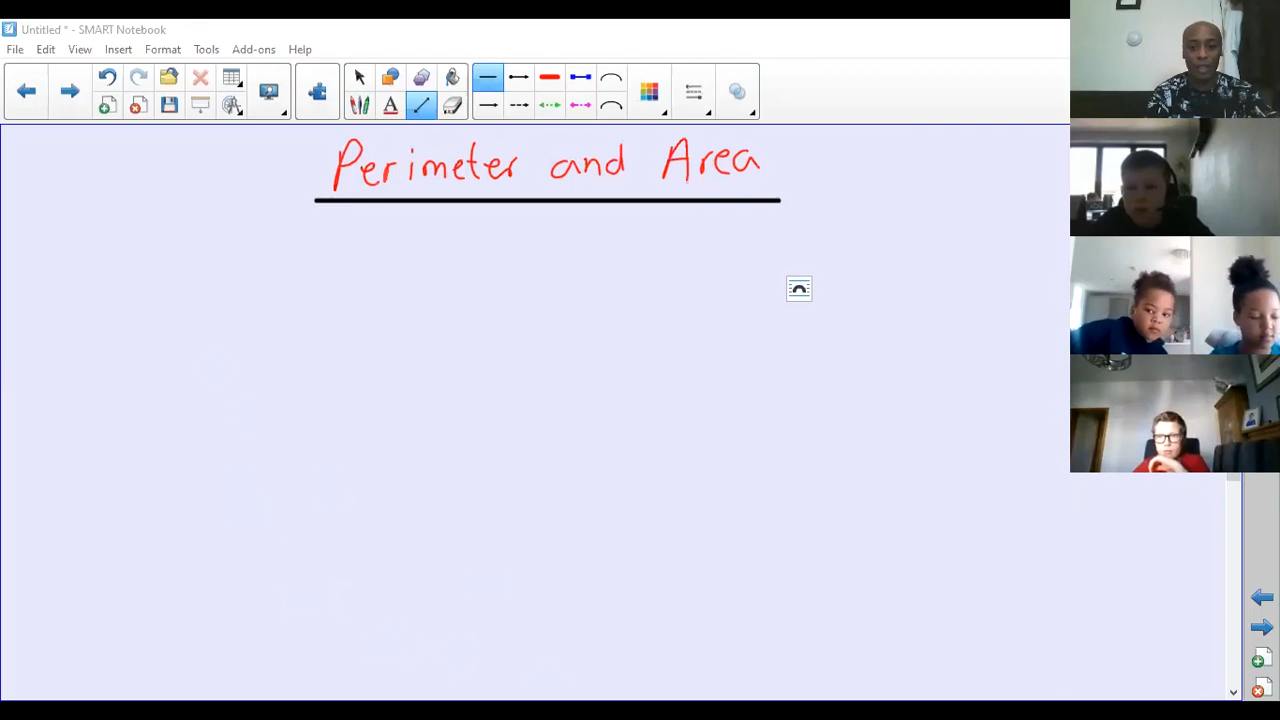 Untitled * - SMART Notebook
File Edit View Insert Format Tools Add-ons Help
A
Perimeter and Area